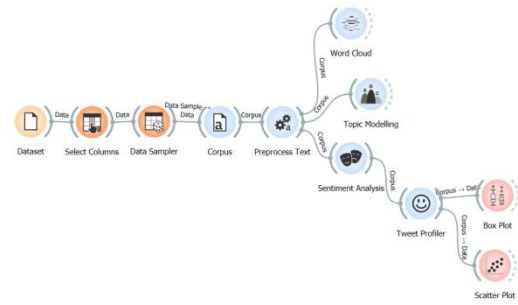 Word Cloud
Corpus
Corpus
Topic Modelling
Data Sample →
Data
Data
Data
Corpus
Dataset
Select Columns
Data Sampler
Corpus
Preprocess Text
Corpus
Sentiment Analysis
Corpus
Corpus → Data
Tweet Profiler
Box Plot
Corpus → Data
Scatter Plot